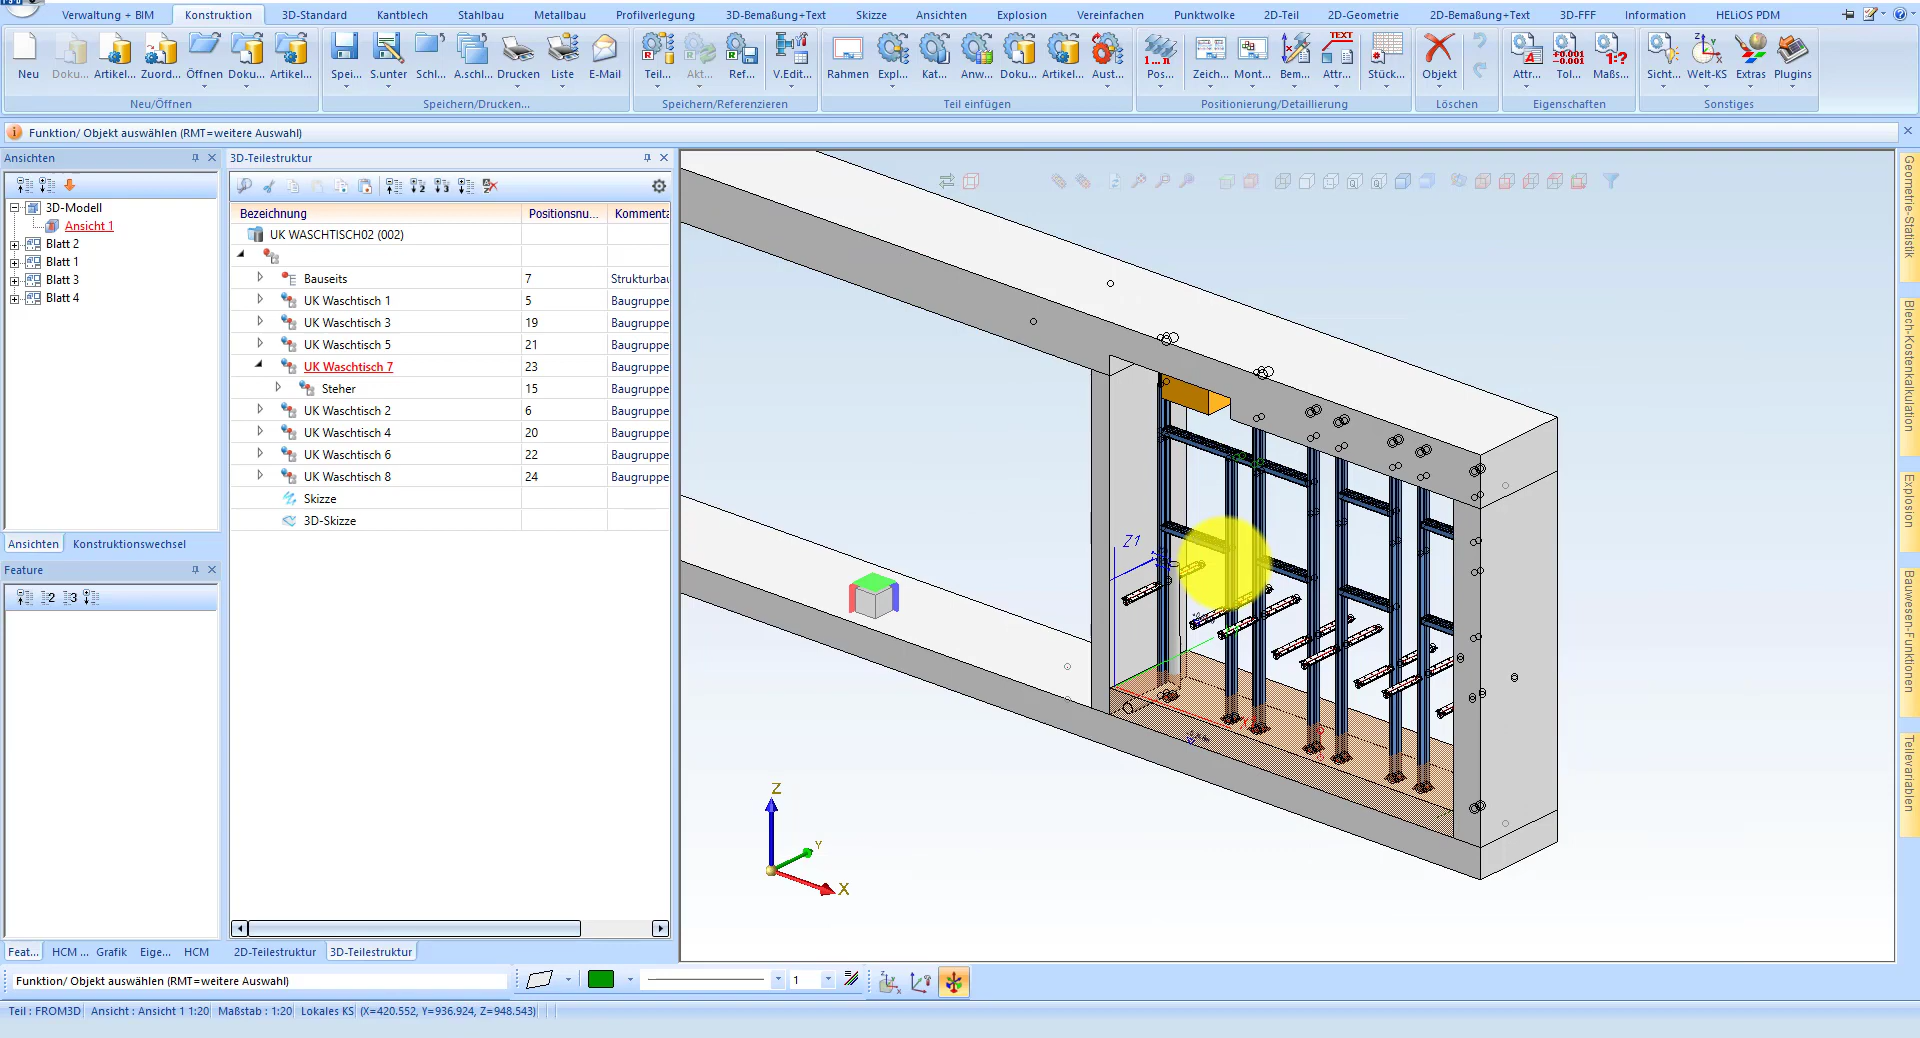 Verwaltung + BIM
Konstruktion
3D-Standard
Kantblech
Stahlbau
Metallbau
Profilverlegung
3D-Bemaßung+Text
Skizze
Ansichten
Explosion
Vereinfachen
Punktwolke
2D-Teil
2D-Geometrie
2D-Bemaßung+Text
3D-FFF
Information
HELiOS PDM
Neu
Doku...
Artikel...
Zuord...
Öffnen
Doku...
Artikel...
Spei...
S.unter
Schl...
A.schl...
Drucken
Liste
E-Mail
Teil...
Akt...
Ref...
V.Edit...
Rahmen
Expl...
Kat...
Anw...
Doku...
Artikel...
Aust...
Pos...
Zeich...
Mont...
Bem...
Attr...
Stück...
Objekt
Attr...
Tol...
Maßs...
Sicht...
Welt-KS
Extras
Plugins
Neu/Öffnen
Speichern/Drucken...
Speichern/Referenzieren
Teil einfügen
Positionierung/Detaillierung
Löschen
Eigenschaften
Sonstiges
Funktion/ Objekt auswählen (RMT=weitere Auswahl)
Ansichten
3D-Modell
Ansicht 1
Blatt 2
Blatt 1
Blatt 3
Blatt 4
Ansichten
Konstruktionswechsel
Feature
Feat...
HCM ...
Grafik
Eige...
HCM
3D-Teilestruktur
Bezeichnung Positionsnu... Kommenta
UK WASCHTISCH02 (002)
Bauseits 7 Strukturbau
UK Waschtisch 1 5 Baugruppe
UK Waschtisch 3 19 Baugruppe
UK Waschtisch 5 21 Baugruppe
UK Waschtisch 7 23 Baugruppe
Steher 15 Baugruppe
UK Waschtisch 2 6 Baugruppe
UK Waschtisch 4 20 Baugruppe
UK Waschtisch 6 22 Baugruppe
UK Waschtisch 8 24 Baugruppe
Skizze
3D-Skizze
2D-Teilestruktur
3D-Teilestruktur
Z1
Z
Y
X
Geometrie-Statistik
Blech-Kostenkalkulation
Explosion
Bauwesen-Funktionen
Teilevariablen
Funktion/ Objekt auswählen (RMT=weitere Auswahl)
1
Teil : FROM3D
Ansicht : Ansicht 1 1:20
Maßstab : 1:20
Lokales KS
(X=420.552, Y=936.924, Z=948.543)